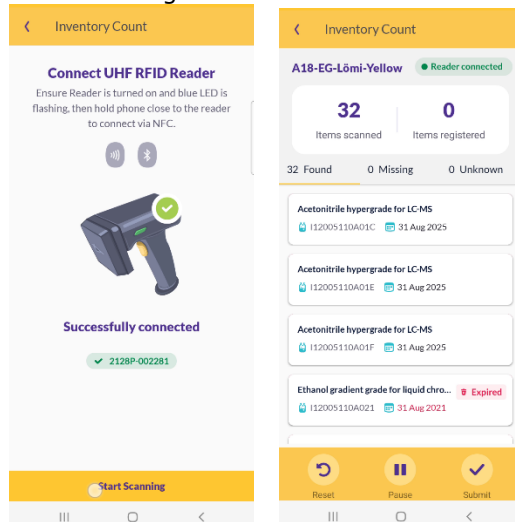 Inventory Count
Connect UHF RFID Reader
Ensure Reader is turned on and blue LED is
flashing, then hold phone close to the reader
to connect via NFC.
Successfully connected
2128P-002281
Start Scanning
Inventory Count
A18-EG-Lömi-Yellow
Reader connected
32
Items scanned
0
Items registered
32 Found
0 Missing
0 Unknown
Acetonitrile hypergrade for LC-MS
I12005110A01C
31 Aug 2025
Acetonitrile hypergrade for LC-MS
I12005110A01E
31 Aug 2025
Acetonitrile hypergrade for LC-MS
I12005110A01F
31 Aug 2025
Ethanol gradient grade for liquid chro...
Expired
I12005110A021
31 Aug 2021
Reset
Pause
Submit